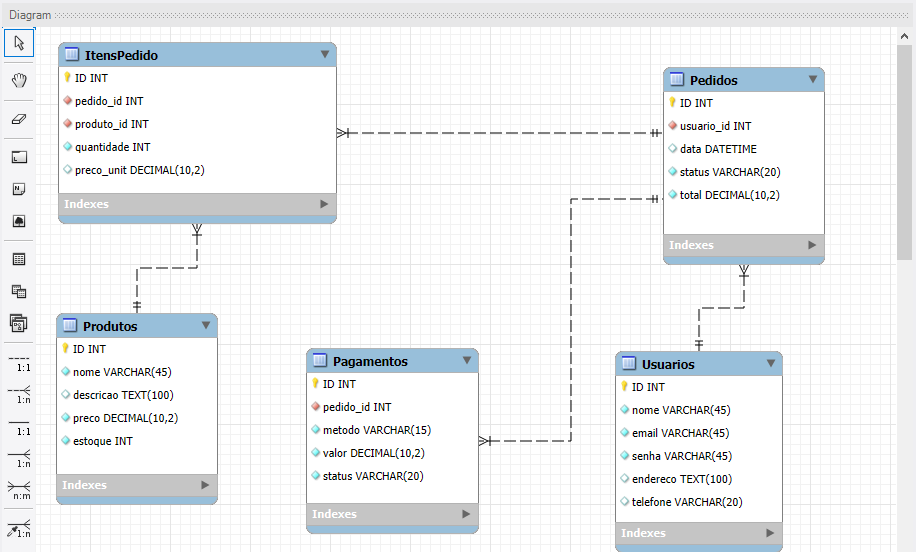 Diagram
ItensPedido
ID INT
pedido_id INT
produto_id INT
quantidade INT
preco_unit DECIMAL(10,2)
Indexes
Pedidos
ID INT
usuario_id INT
data DATETIME
status VARCHAR(20)
total DECIMAL(10,2)
Indexes
Produtos
ID INT
nome VARCHAR(45)
descricao TEXT(100)
preco DECIMAL(10,2)
estoque INT
Indexes
Pagamentos
ID INT
pedido_id INT
metodo VARCHAR(15)
valor DECIMAL(10,2)
status VARCHAR(20)
Indexes
Usuarios
ID INT
nome VARCHAR(45)
email VARCHAR(45)
senha VARCHAR(45)
endereco TEXT(100)
telefone VARCHAR(20)
Indexes
1:1
1:n
1:1
1:n
n:m
1:n